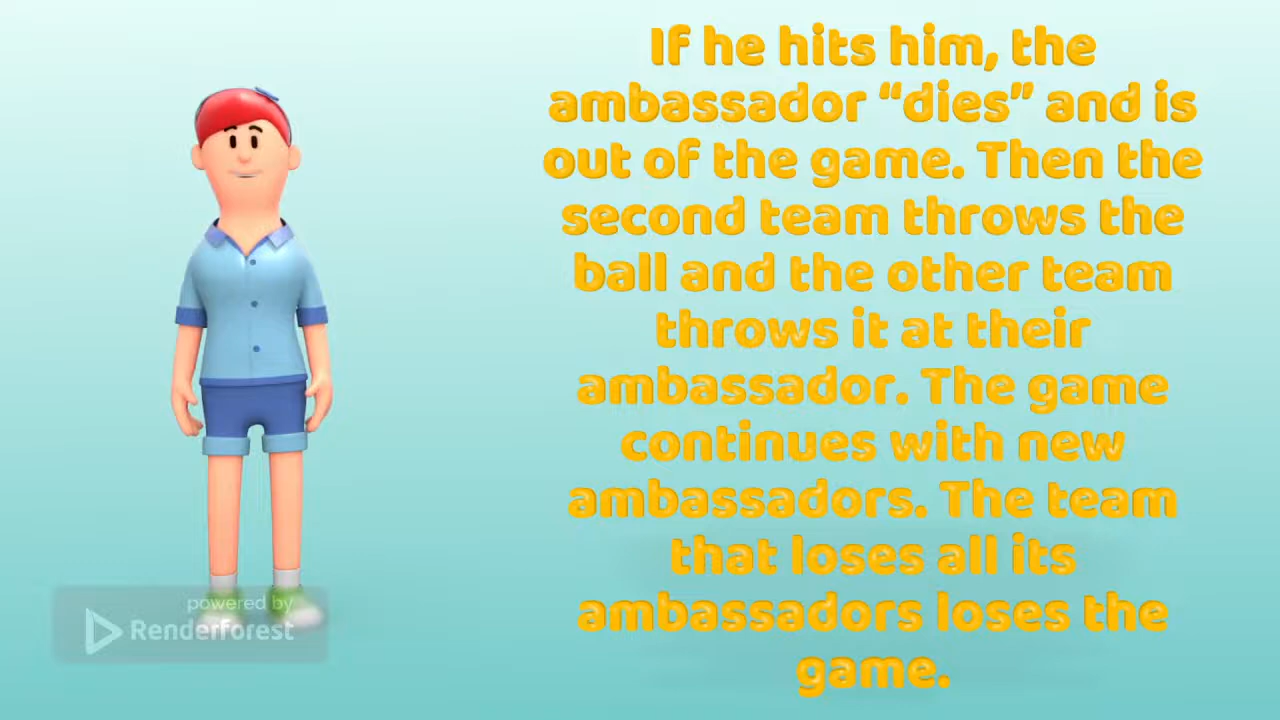 If he hits him, the
ambassador “dies” and is
out of the game. Then the
second team throws the
ball and the other team
throws it at their
ambassador. The game
continues with new
ambassadors. The team
that loses all its
ambassadors loses the
game.
powered by
Renderforest